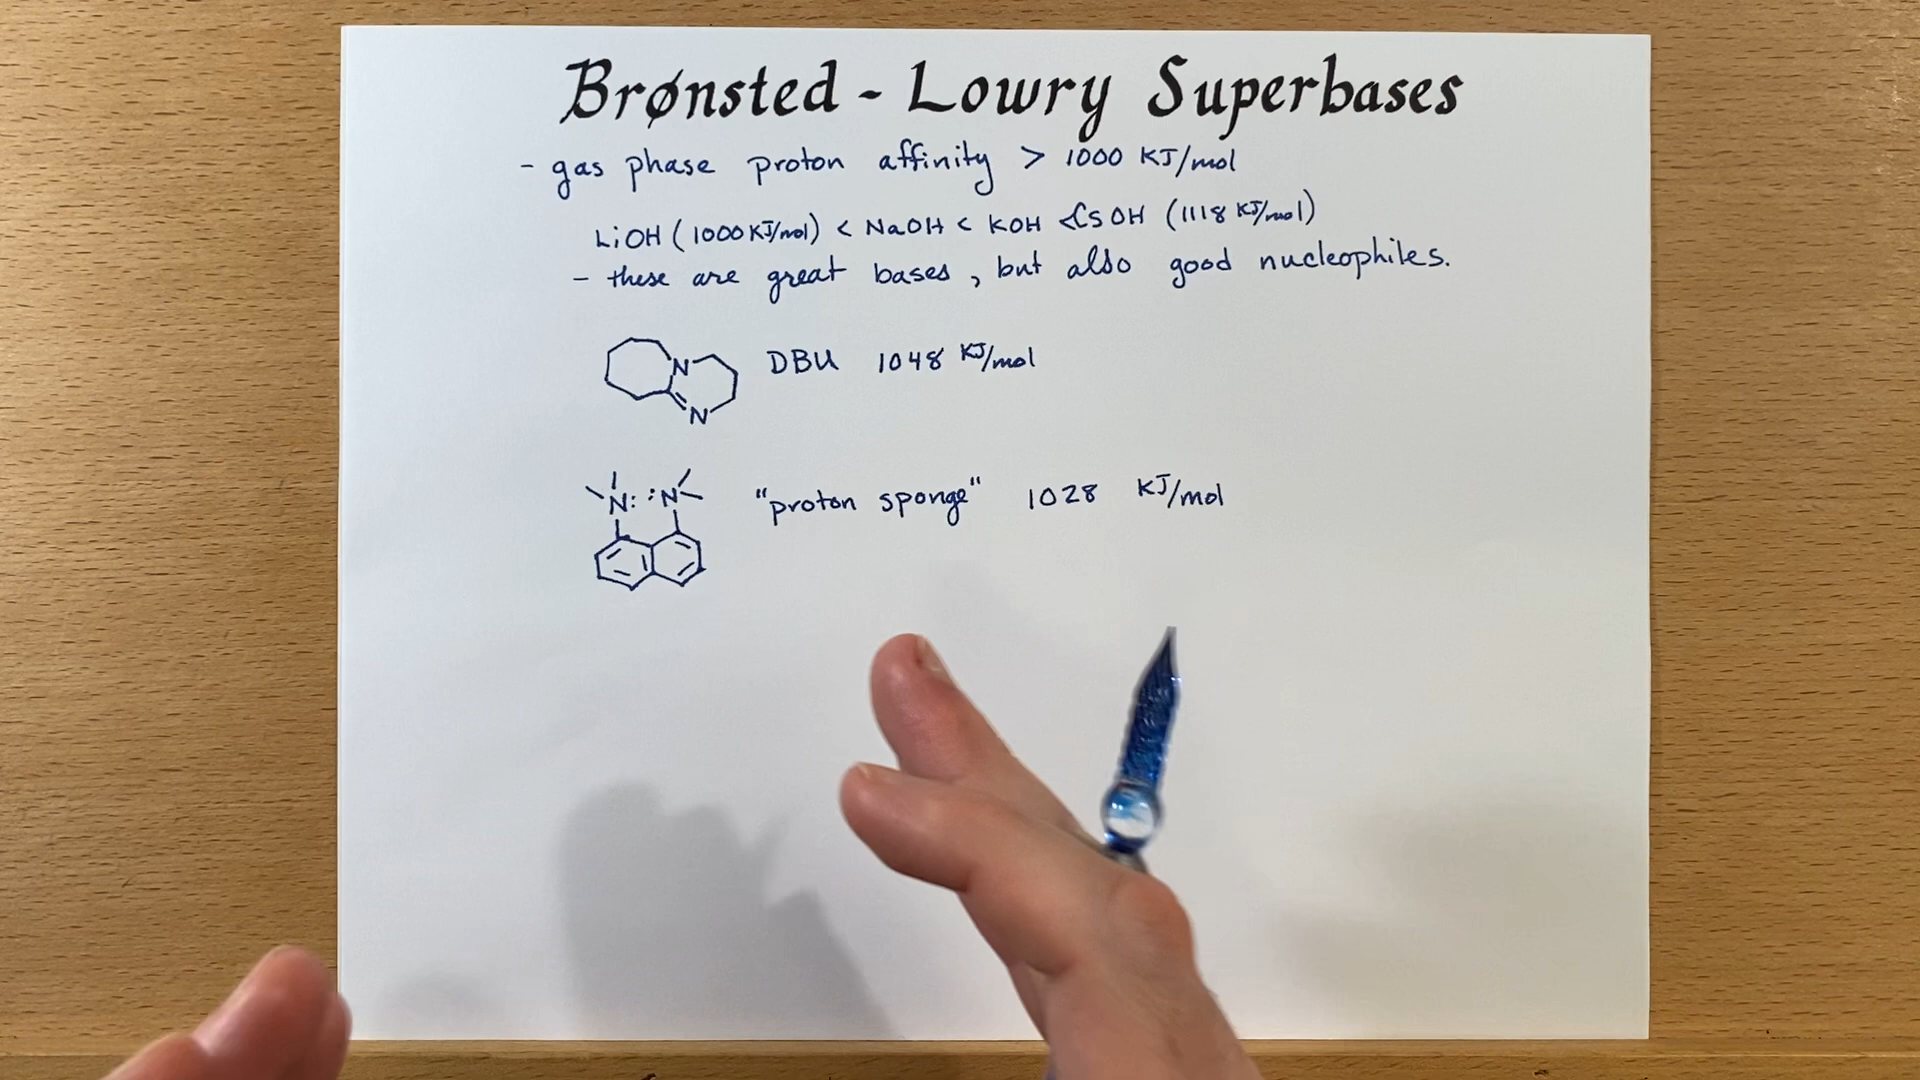 Brønsted - Lowry Superbases
- gas phase proton affinity > 1000 KJ/mol
LiOH (1000 KJ/mol) < NaOH < KOH < CsOH (1118 KJ/mol)
- these are great bases, but also good nucleophiles.
N DBU 1048 KJ/mol
N
N: :N "proton sponge" 1028 KJ/mol